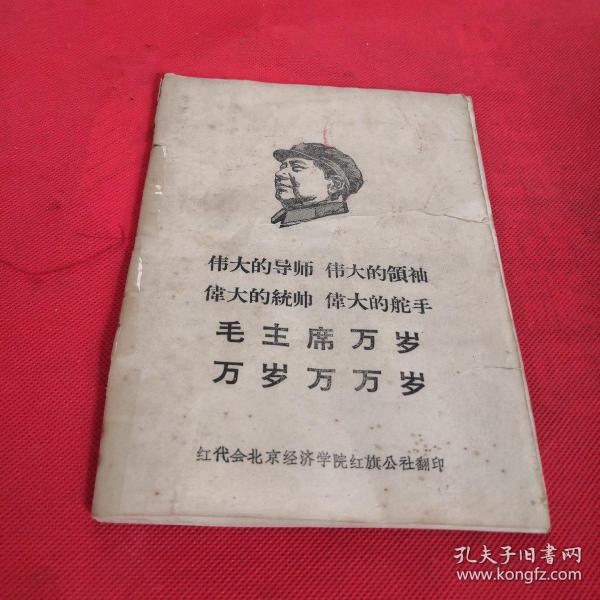 伟大的导师 伟大的領袖
偉大的統帅 偉大的舵手
毛主席万岁
万岁万万岁
红代会北京经济学院红旗公社翻印
孔夫子旧書网
www.kongfz.com